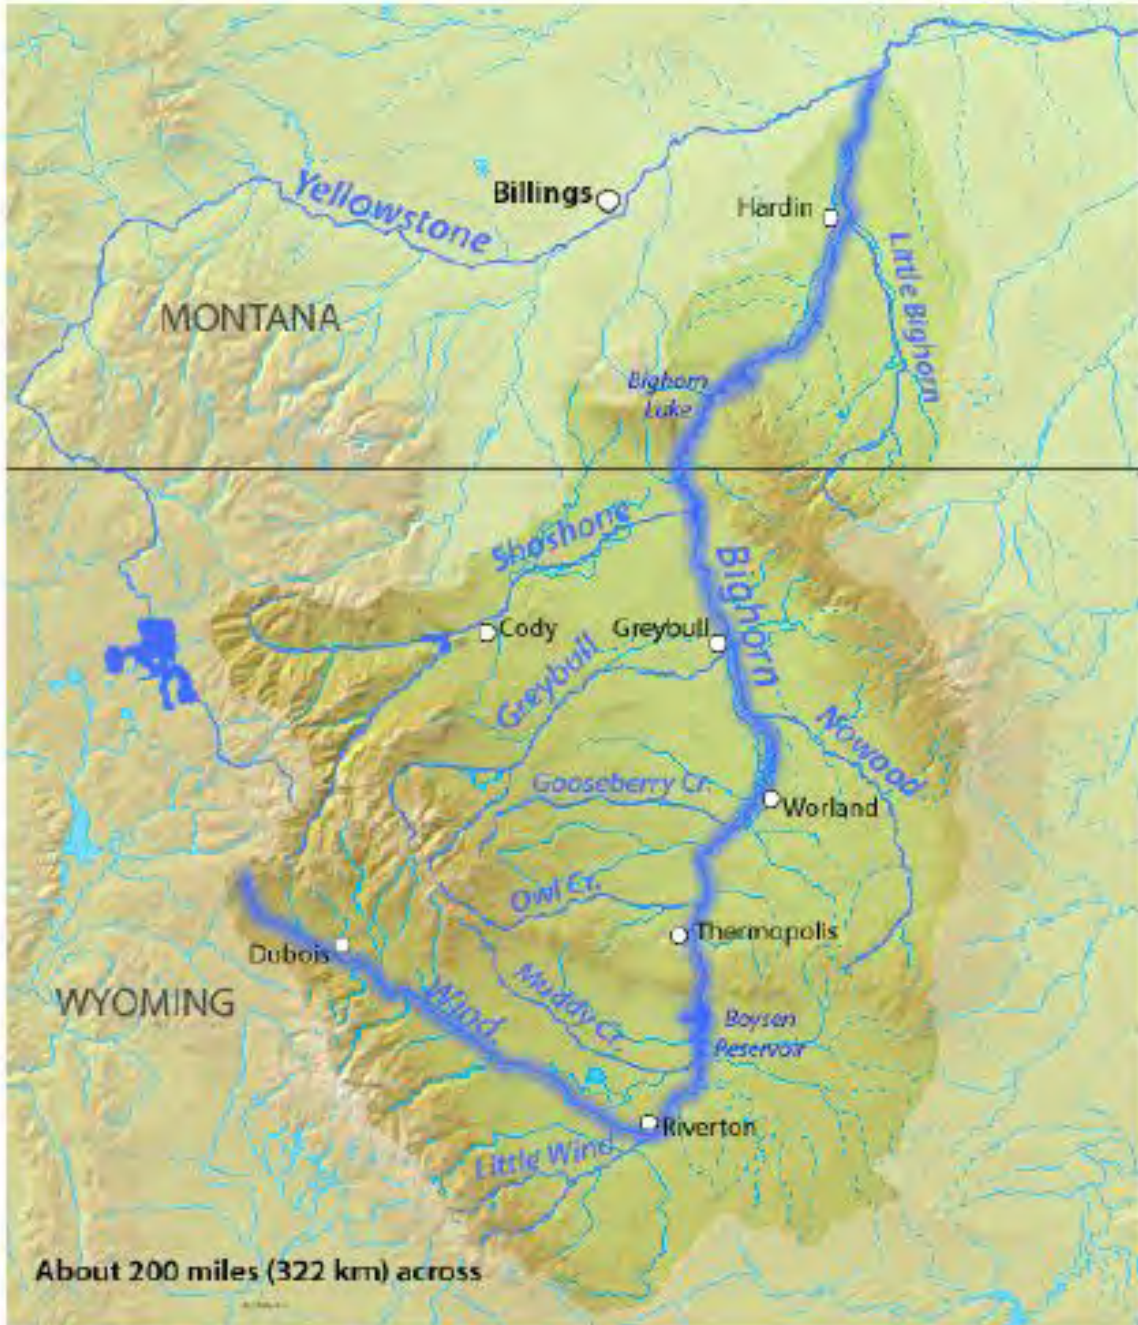 Yellowstone
Billings
Hardin
Little Bighorn
MONTANA
Bighorn
Lake
Shoshone
Bighorn
Cody
Greybull
Greybull
Nowood
Gooseberry Cr.
Worland
Owl Cr.
Thermopolis
Dubois
WYOMING
Wind
Muddy Cr.
Boysen
Reservoir
Riverton
Little Wind
About 200 miles (322 km) across